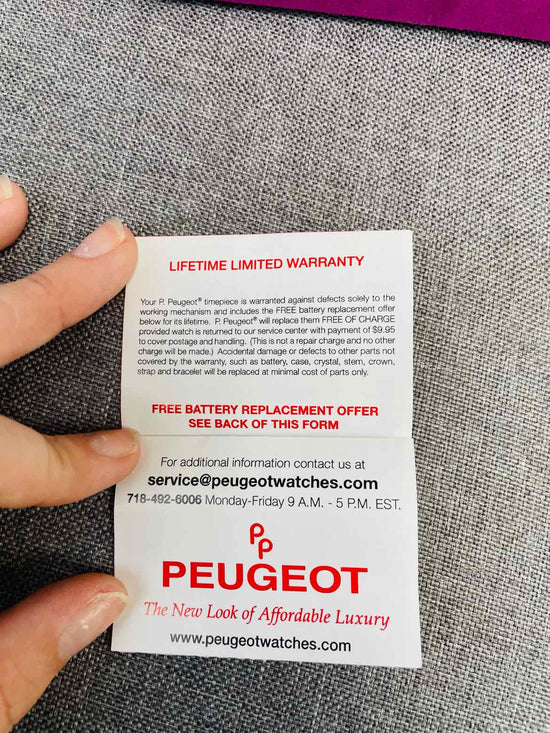 LIFETIME LIMITED WARRANTY
Your P. Peugeot® timepiece is warranted against defects solely to the
working mechanism and includes the FREE battery replacement offer
below for its lifetime. P. Peugeot® will replace them FREE OF CHARGE
provided watch is returned to our service center with payment of $9.95
to cover postage and handling. (This is not a repair charge and no other
charge will be made.) Accidental damage or defects to other parts not
covered by the warranty, such as battery, case, crystal, stem, crown,
strap and bracelet will be replaced at minimal cost of parts only.
FREE BATTERY REPLACEMENT OFFER
SEE BACK OF THIS FORM
For additional information contact us at
service@peugeotwatches.com
718-492-6006 Monday-Friday 9 A.M. - 5 P.M. EST.
PP
PEUGEOT
The New Look of Affordable Luxury
www.peugeotwatches.com